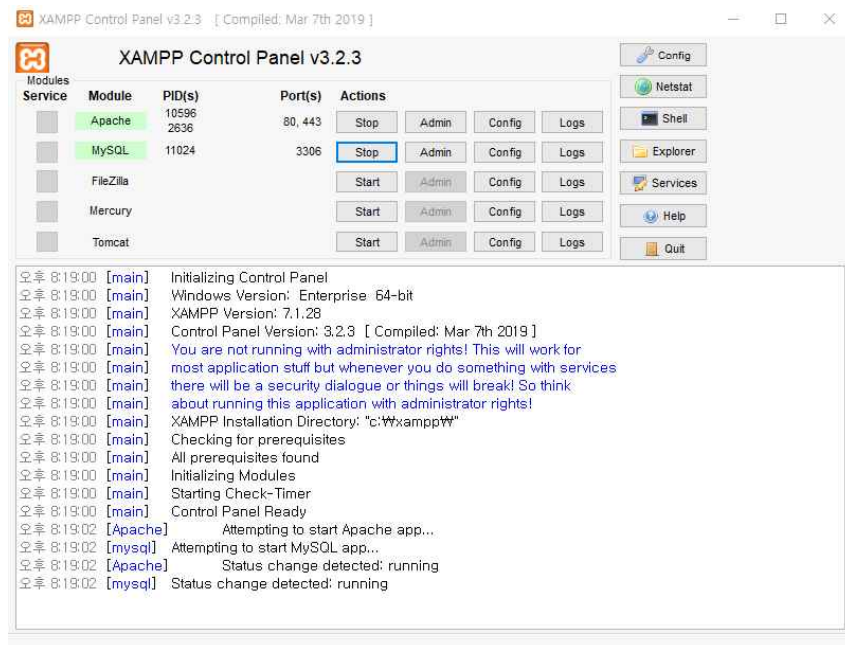 XAMPP Control Panel v3.2.3 [ Compiled: Mar 7th 2019 ]
XAMPP Control Panel v3.2.3
Config
Modules
Service Module PID(s) Port(s) Actions
Netstat
Apache 10596 2636 80, 443 Stop Admin Config Logs
Shell
MySQL 11024 3306 Stop Admin Config Logs
Explorer
FileZilla Start Admin Config Logs
Services
Mercury Start Admin Config Logs
Help
Tomcat Start Admin Config Logs
Quit
오후 8:19:00 [main] Initializing Control Panel
오후 8:19:00 [main] Windows Version: Enterprise 64-bit
오후 8:19:00 [main] XAMPP Version: 7.1.28
오후 8:19:00 [main] Control Panel Version: 3.2.3 [ Compiled: Mar 7th 2019 ]
오후 8:19:00 [main] You are not running with administrator rights! This will work for
오후 8:19:00 [main] most application stuff but whenever you do something with services
오후 8:19:00 [main] there will be a security dialogue or things will break! So think
오후 8:19:00 [main] about running this application with administrator rights!
오후 8:19:00 [main] XAMPP Installation Directory: "c:₩xampp₩"
오후 8:19:00 [main] Checking for prerequisites
오후 8:19:00 [main] All prerequisites found
오후 8:19:00 [main] Initializing Modules
오후 8:19:00 [main] Starting Check-Timer
오후 8:19:00 [main] Control Panel Ready
오후 8:19:02 [Apache] Attempting to start Apache app...
오후 8:19:02 [mysql] Attempting to start MySQL app...
오후 8:19:02 [Apache] Status change detected: running
오후 8:19:02 [mysql] Status change detected: running